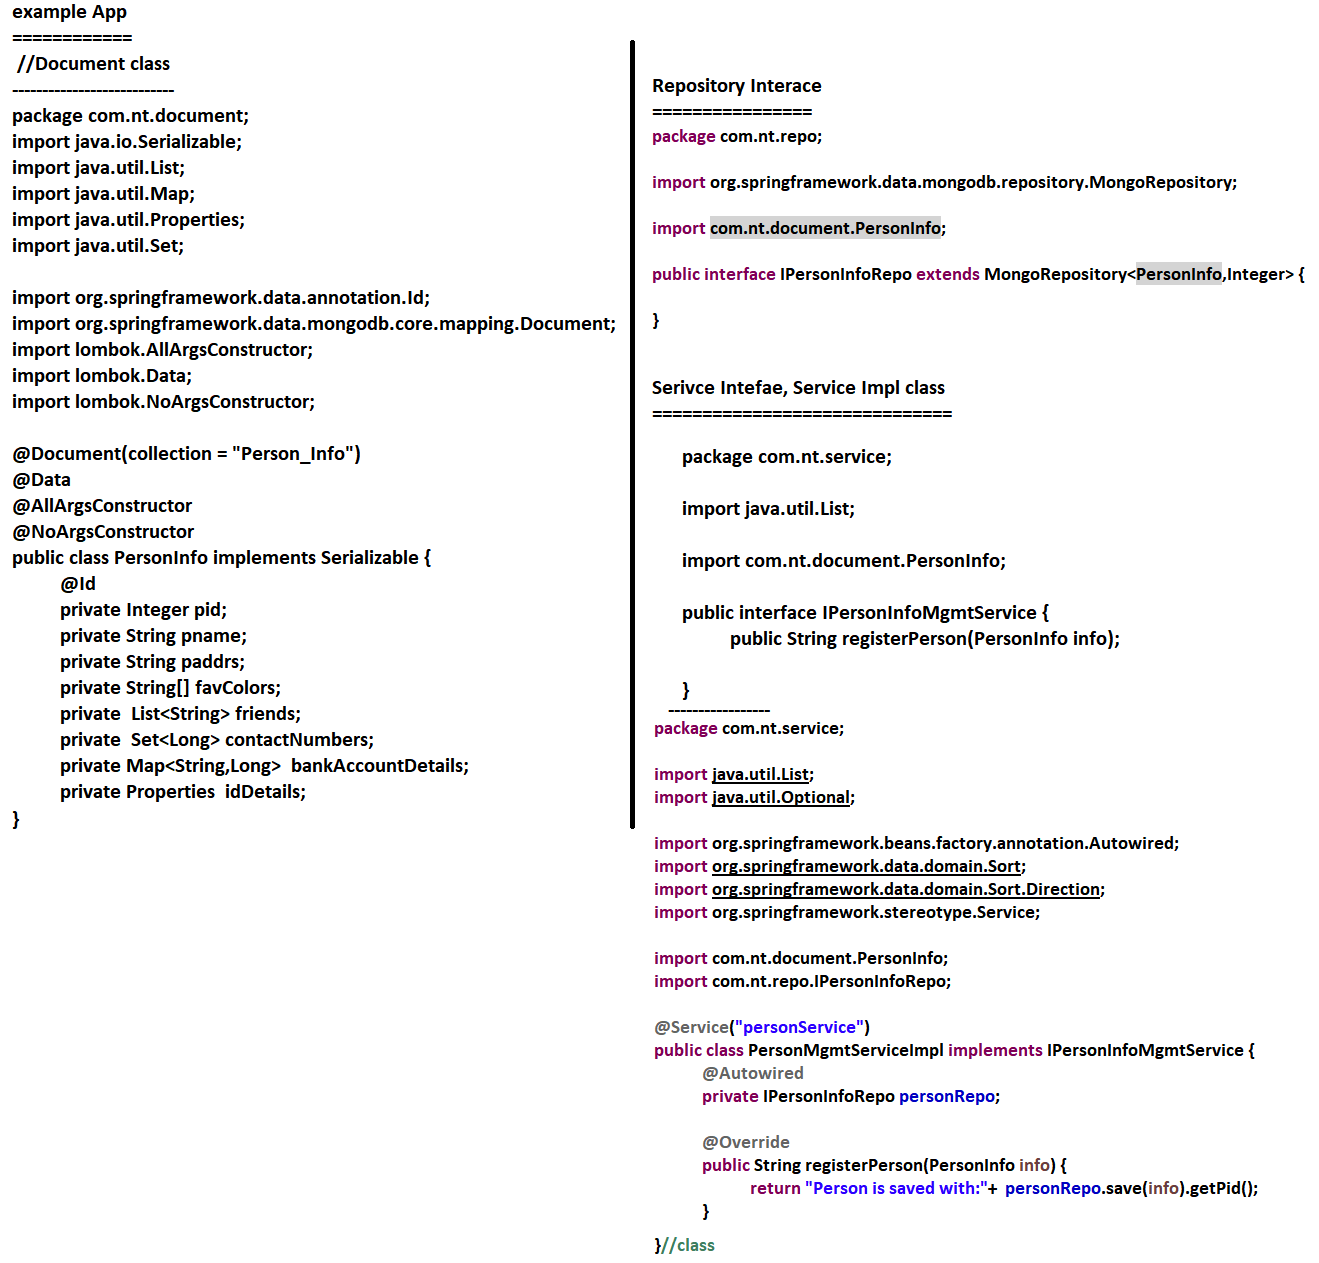 example App
============
//Document class
---------------------------
package com.nt.document;
import java.io.Serializable;
import java.util.List;
import java.util.Map;
import java.util.Properties;
import java.util.Set;
import org.springframework.data.annotation.Id;
import org.springframework.data.mongodb.core.mapping.Document;
import lombok.AllArgsConstructor;
import lombok.Data;
import lombok.NoArgsConstructor;
@Document(collection = "Person_Info")
@Data
@AllArgsConstructor
@NoArgsConstructor
public class PersonInfo implements Serializable {
@Id
private Integer pid;
private String pname;
private String paddrs;
private String[] favColors;
private  List<String> friends;
private  Set<Long> contactNumbers;
private Map<String,Long>  bankAccountDetails;
private Properties  idDetails;
}
Repository Interace
================
package com.nt.repo;
import org.springframework.data.mongodb.repository.MongoRepository;
import com.nt.document.PersonInfo;
public interface IPersonInfoRepo extends MongoRepository<PersonInfo,Integer> {
}
Serivce Intefae, Service Impl class
==============================
package com.nt.service;
import java.util.List;
import com.nt.document.PersonInfo;
public interface IPersonInfoMgmtService {
public String registerPerson(PersonInfo info);
}
-----------------
package com.nt.service;
import java.util.List;
import java.util.Optional;
import org.springframework.beans.factory.annotation.Autowired;
import org.springframework.data.domain.Sort;
import org.springframework.data.domain.Sort.Direction;
import org.springframework.stereotype.Service;
import com.nt.document.PersonInfo;
import com.nt.repo.IPersonInfoRepo;
@Service("personService")
public class PersonMgmtServiceImpl implements IPersonInfoMgmtService {
@Autowired
private IPersonInfoRepo personRepo;
@Override
public String registerPerson(PersonInfo info) {
return "Person is saved with:"+  personRepo.save(info).getPid();
}
}//class